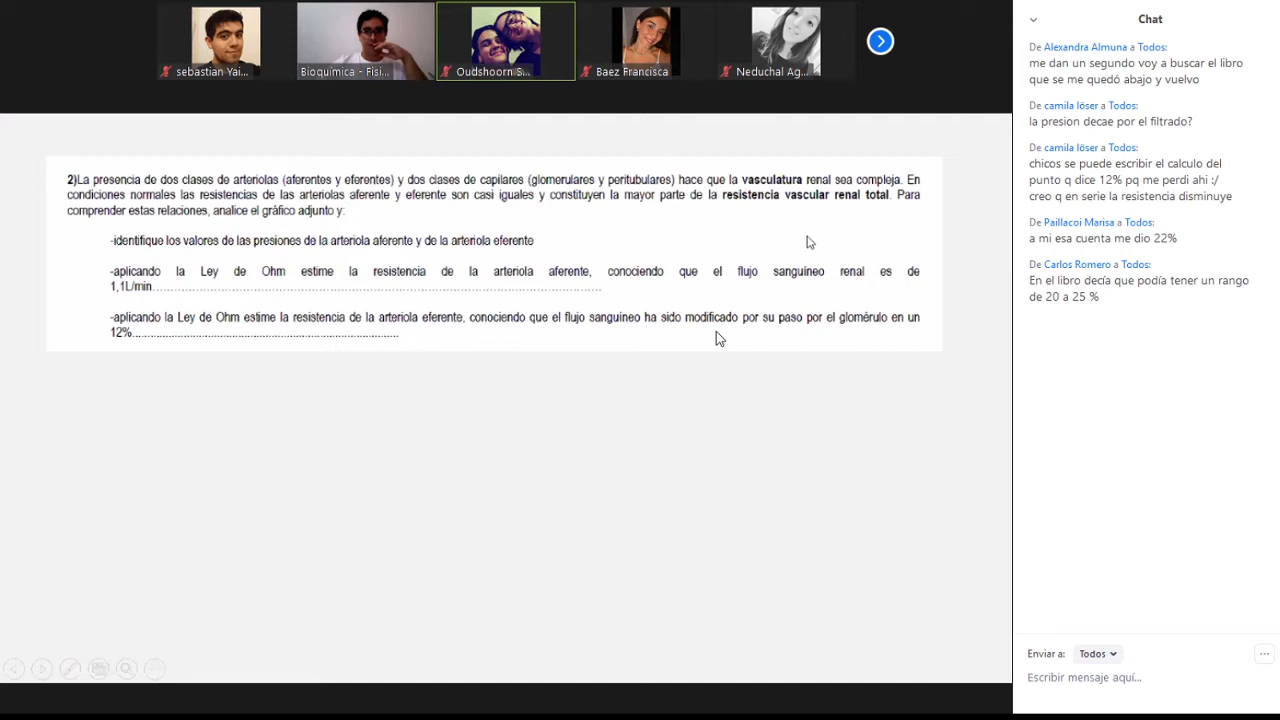 sebastian Yai...
Bioquímica - Fisi...
Oudshoorn S...
Baez Francisca
Neduchal Ag...
2)La presencia de dos clases de arteriolas (aferentes y eferentes) y dos clases de capilares (glomerulares y peritubulares) hace que la vasculatura renal sea compleja. En
condiciones normales las resistencias de las arteriolas aferente y eferente son casi iguales y constituyen la mayor parte de la resistencia vascular renal total. Para
comprender estas relaciones, analice el gráfico adjunto y:
-identifique los valores de las presiones de la arteriola aferente y de la arteriola eferente
-aplicando la Ley de Ohm estime la resistencia de la arteriola aferente, conociendo que el flujo sanguíneo renal es de
1,1L/min
-aplicando la Ley de Ohm estime la resistencia de la arteriola eferente, conociendo que el flujo sanguíneo ha sido modificado por su paso por el glomérulo en un
12%
Chat
De Alexandra Almuna a Todos:
me dan un segundo voy a buscar el libro
que se me quedó abajo y vuelvo
De camila löser a Todos:
la presion decae por el filtrado?
De camila löser a Todos:
chicos se puede escribir el calculo del
punto q dice 12% pq me perdi ahi :/
creo q en serie la resistencia disminuye
De Paillacoi Marisa a Todos:
a mi esa cuenta me dio 22%
De Carlos Romero a Todos:
En el libro decía que podía tener un rango
de 20 a 25 %
Enviar a: Todos
Escribir mensaje aquí...